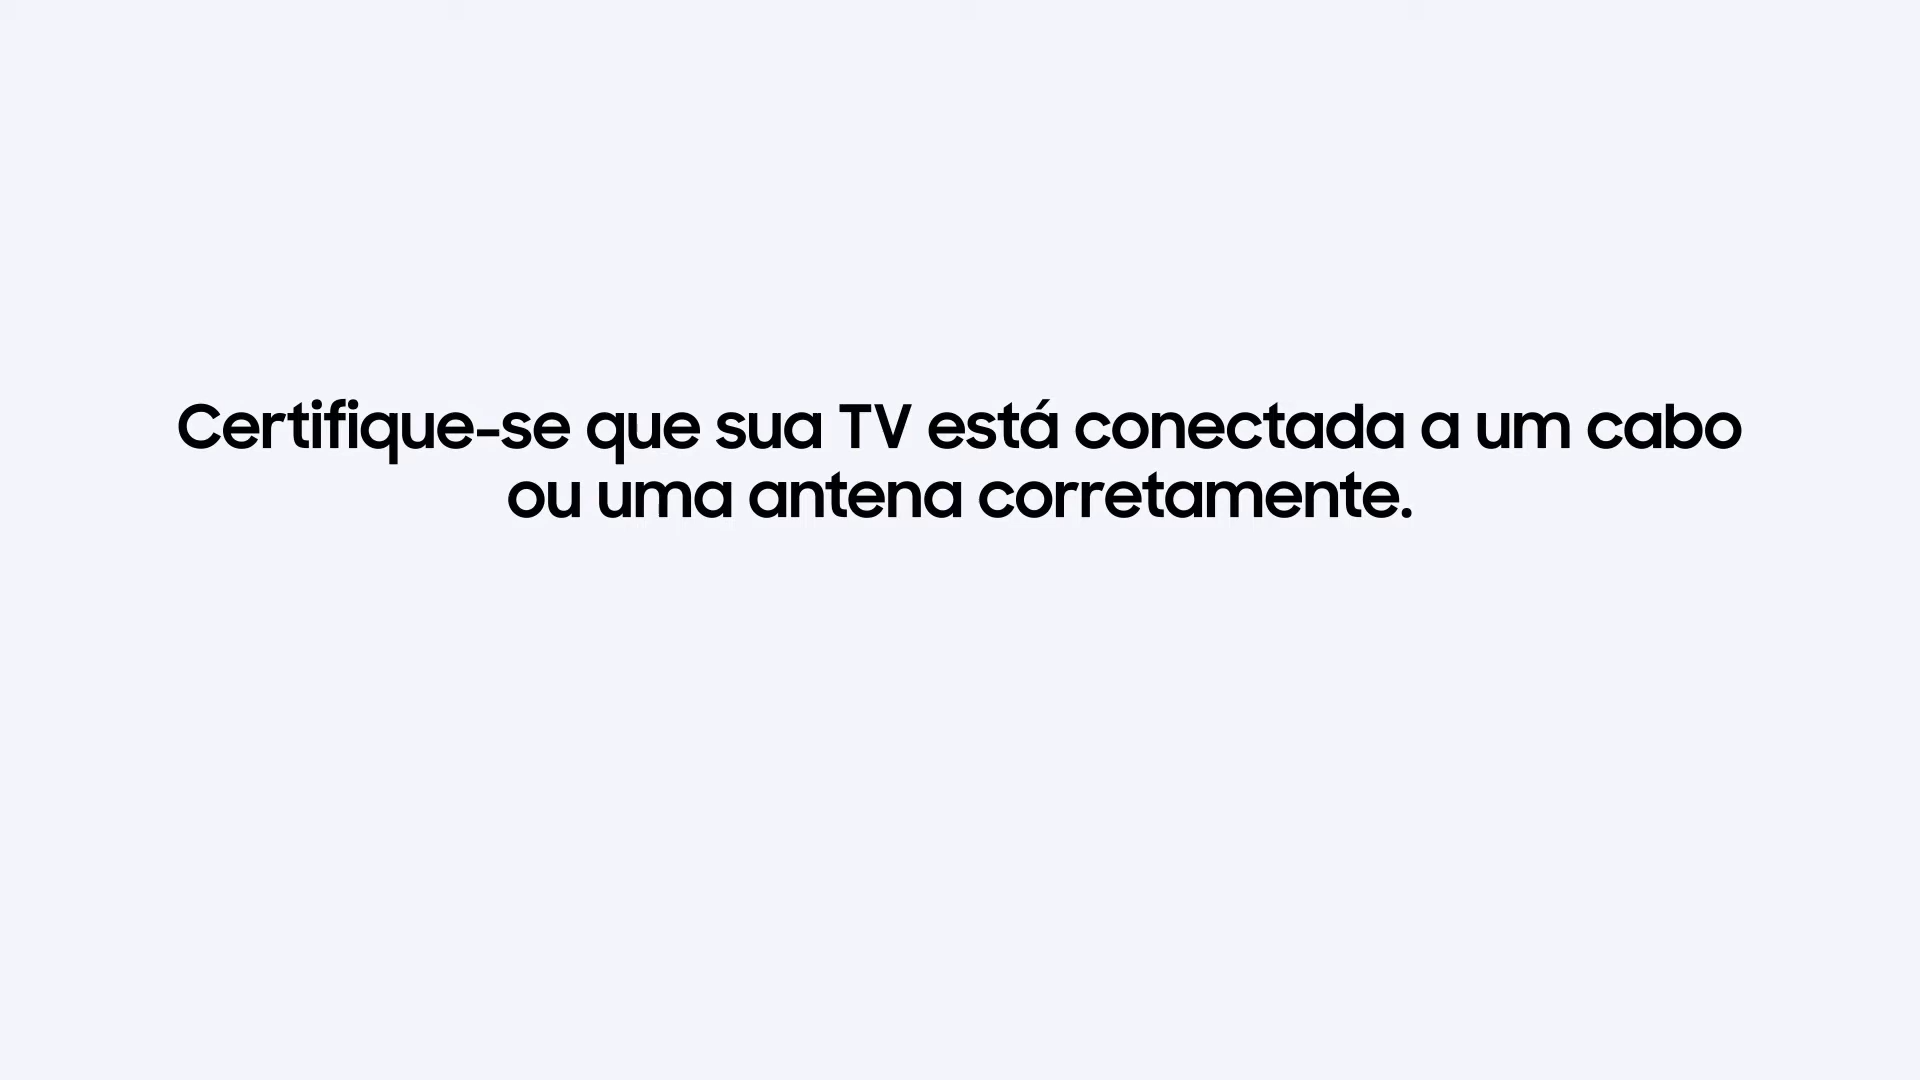 Certifique-se que sua TV está conectada a um cabo
ou uma antena corretamente.